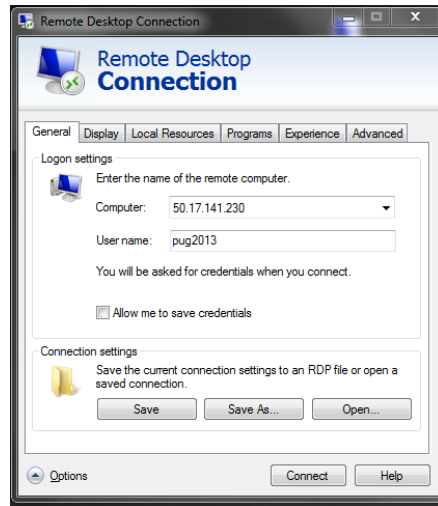 Remote Desktop Connection
Remote Desktop
Connection
General Display Local Resources Programs Experience Advanced
Logon settings
Enter the name of the remote computer.
Computer: 50.17.141.230
User name: pug2013
You will be asked for credentials when you connect.
Allow me to save credentials
Connection settings
Save the current connection settings to an RDP file or open a
saved connection.
Save Save As... Open...
Options Connect Help